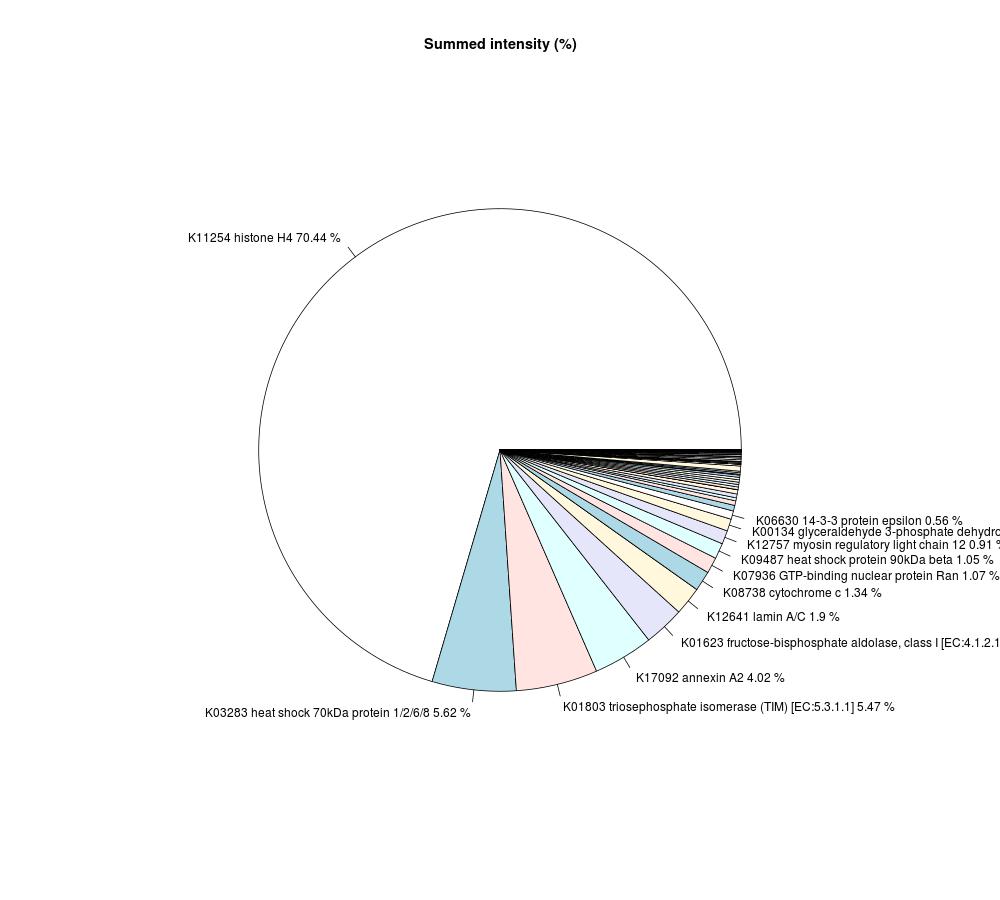 Summed intensity (%)
K11254 histone H4 70.44 %
K06630 14-3-3 protein epsilon 0.56 %
K00134 glyceraldehyde 3-phosphate
K12757 myosin regulatory light chain 12 0.91 %
K09487 heat shock protein 90kDa beta 1.05 %
K07936 GTP-binding nuclear protein Ran 1.07 %
K08738 cytochrome c 1.34 %
K12641 lamin A/C 1.9 %
K01623 fructose-bisphosphate aldolase, class I [EC:4.1.2.1
K17092 annexin A2 4.02 %
K01803 triosephosphate isomerase (TIM) [EC:5.3.1.1] 5.47 %
K03283 heat shock 70kDa protein 1/2/6/8 5.62 %